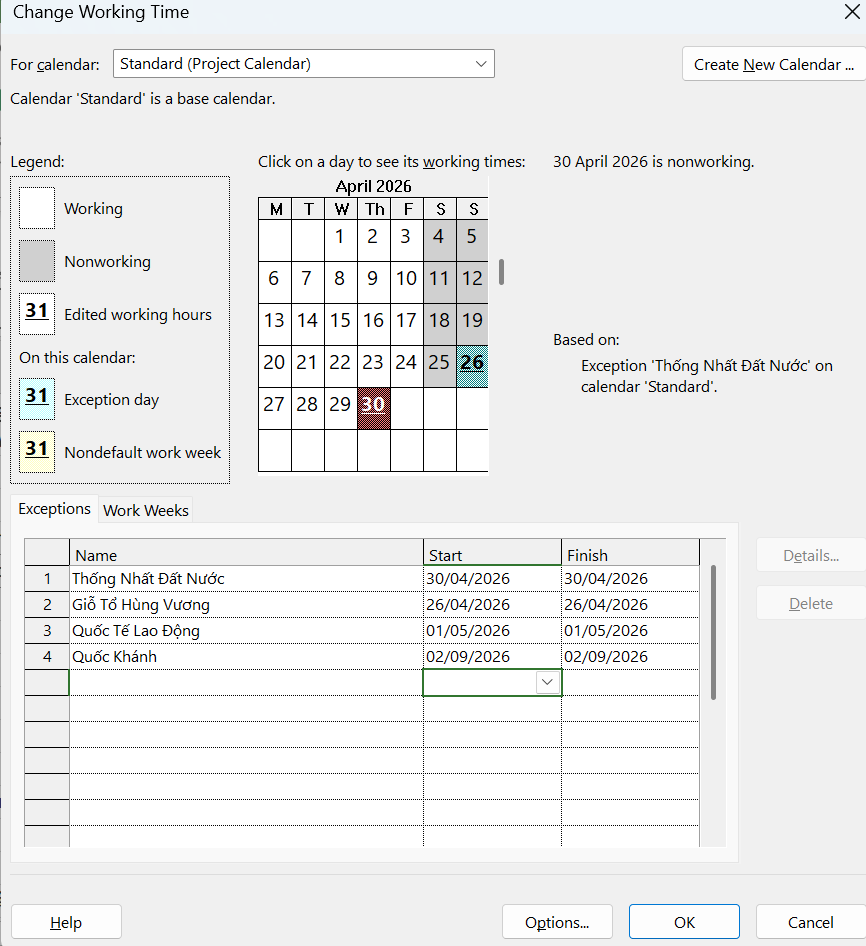 Change Working Time
For calendar: Standard (Project Calendar)
Create New Calendar ...
Calendar 'Standard' is a base calendar.
Legend:
Working
Nonworking
31 Edited working hours
On this calendar:
31 Exception day
31 Nondefault work week
Click on a day to see its working times:
April 2026
M T W Th F S S
1 2 3 4 5
6 7 8 9 10 11 12
13 14 15 16 17 18 19
20 21 22 23 24 25 26
27 28 29 30
30 April 2026 is nonworking.
Based on:
Exception 'Thống Nhất Đất Nước' on
calendar 'Standard'.
Exceptions Work Weeks
Name Start Finish
1 Thống Nhất Đất Nước 30/04/2026 30/04/2026
2 Giỗ Tổ Hùng Vương 26/04/2026 26/04/2026
3 Quốc Tế Lao Động 01/05/2026 01/05/2026
4 Quốc Khánh 02/09/2026 02/09/2026
Details...
Delete
Help Options... OK Cancel